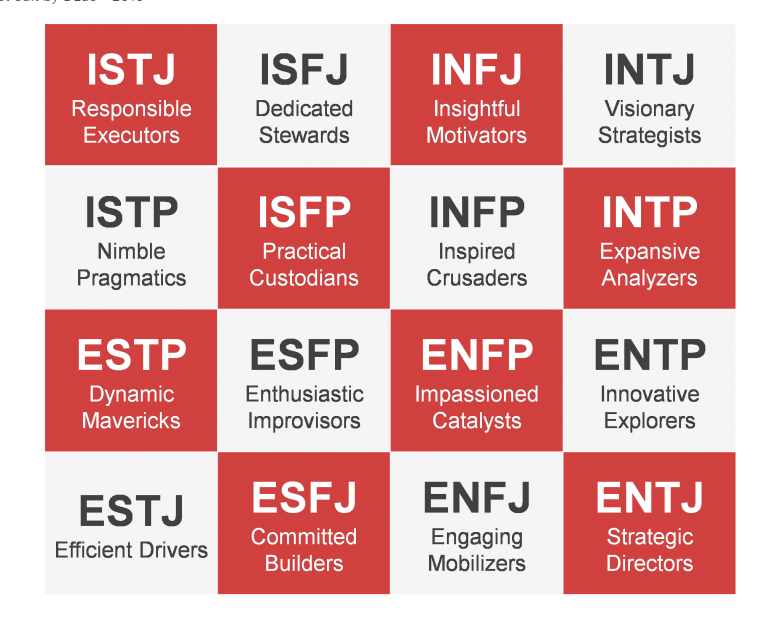 ISTJ
Responsible
Executors
ISFJ
Dedicated
Stewards
INFJ
Insightful
Motivators
INTJ
Visionary
Strategists
ISTP
Nimble
Pragmatics
ISFP
Practical
Custodians
INFP
Inspired
Crusaders
INTP
Expansive
Analyzers
ESTP
Dynamic
Mavericks
ESFP
Enthusiastic
Improvisors
ENFP
Impassioned
Catalysts
ENTP
Innovative
Explorers
ESTJ
Efficient Drivers
ESFJ
Committed
Builders
ENFJ
Engaging
Mobilizers
ENTJ
Strategic
Directors